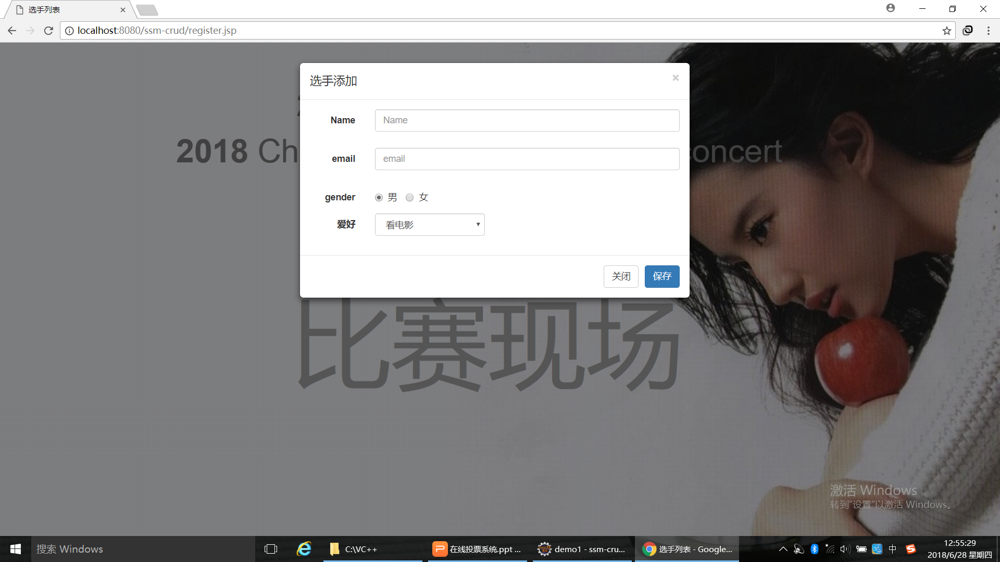 选手列表
localhost:8080/ssm-crud/register.jsp
选手添加
×
Name
Name
2018 Ch
concert
email
email
gender 男 女
爱好 看电影
关闭 保存
比赛现场
激活 Windows
转到“设置”以激活 Windows。
搜索 Windows
C:\VC++
在线投票系统.ppt ...
demo1 - ssm-cru...
选手列表 - Google...
中
12:55:29
2018/6/28 星期四